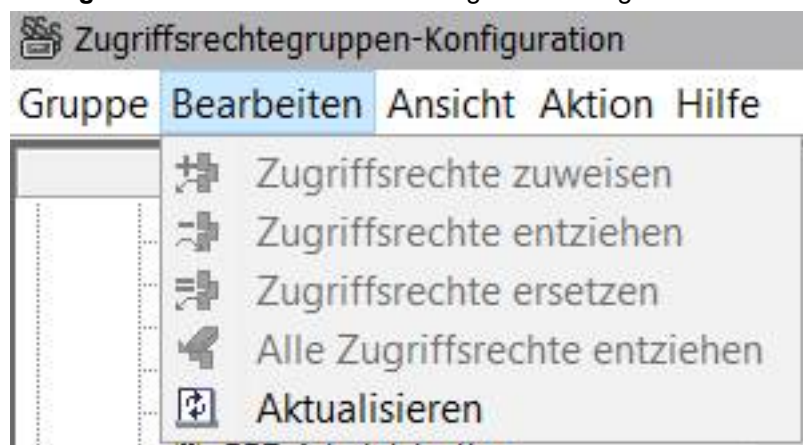 Zugriffsrechtegruppen-Konfiguration
Gruppe Bearbeiten Ansicht Aktion Hilfe
Zugriffsrechte zuweisen
Zugriffsrechte entziehen
Zugriffsrechte ersetzen
Alle Zugriffsrechte entziehen
Aktualisieren